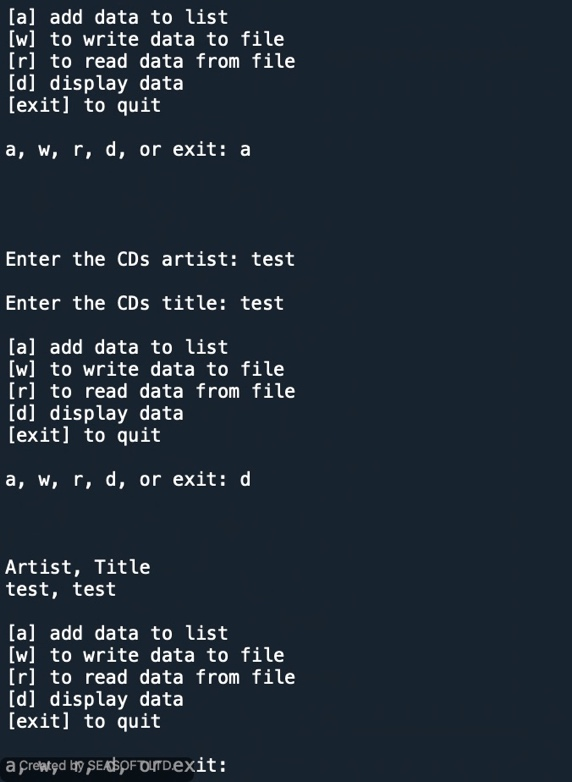 [a] add data to list
[w] to write data to file
[r] to read data from file
[d] display data
[exit] to quit
a, w, r, d, or exit: a
Enter the CDs artist: test
Enter the CDs title: test
[a] add data to list
[w] to write data to file
[r] to read data from file
[d] display data
[exit] to quit
a, w, r, d, or exit: d
Artist, Title
test, test
[a] add data to list
[w] to write data to file
[r] to read data from file
[d] display data
[exit] to quit
a, w, r, d, or exit:
Created by SEASOFT LTD.